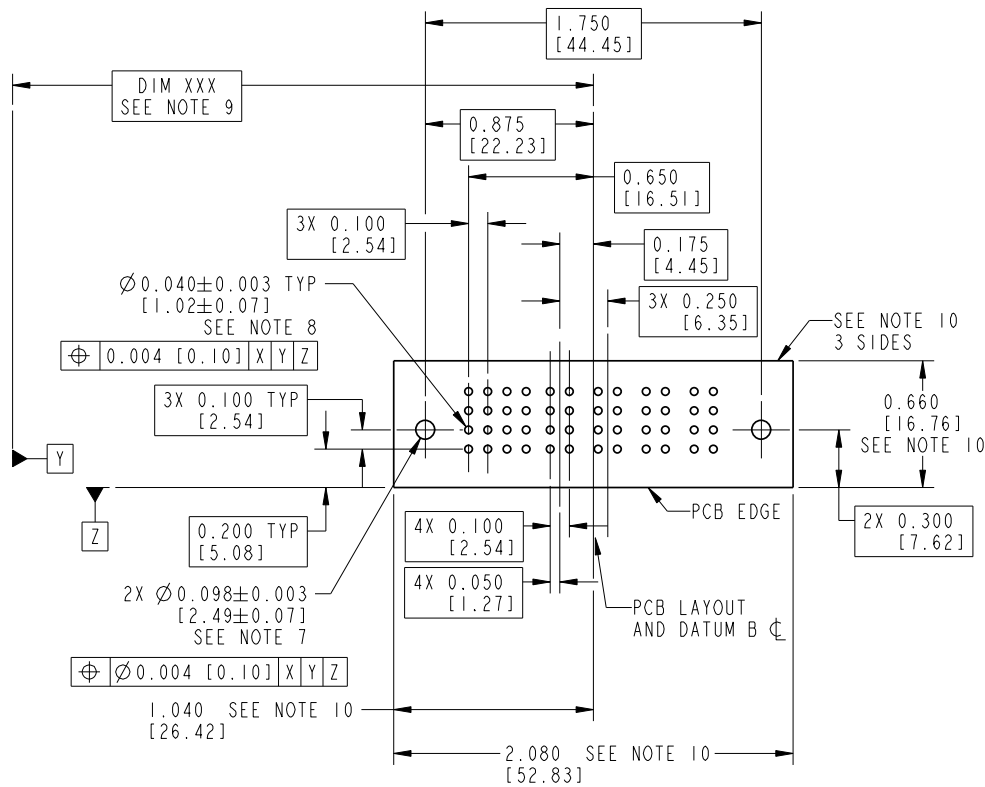 1.750
[44.45]
DIM XXX
SEE NOTE 9
0.875
[22.23]
0.650
[16.51]
3X 0.100
[2.54]
0.175
[4.45]
Ø0.040±0.003 TYP
[1.02±0.07]
SEE NOTE 8
3X 0.250
[6.35]
SEE NOTE 10
3 SIDES
⌖ 0.004 [0.10] X Y Z
3X 0.100 TYP
[2.54]
0.660
[16.76]
SEE NOTE 10
Y
Z
0.200 TYP
[5.08]
4X 0.100
[2.54]
PCB EDGE
2X 0.300
[7.62]
4X 0.050
[1.27]
2X Ø0.098±0.003
[2.49±0.07]
SEE NOTE 7
PCB LAYOUT
AND DATUM B ℄
⌖ Ø0.004 [0.10] X Y Z
1.040 SEE NOTE 10
[26.42]
2.080 SEE NOTE 10
[52.83]